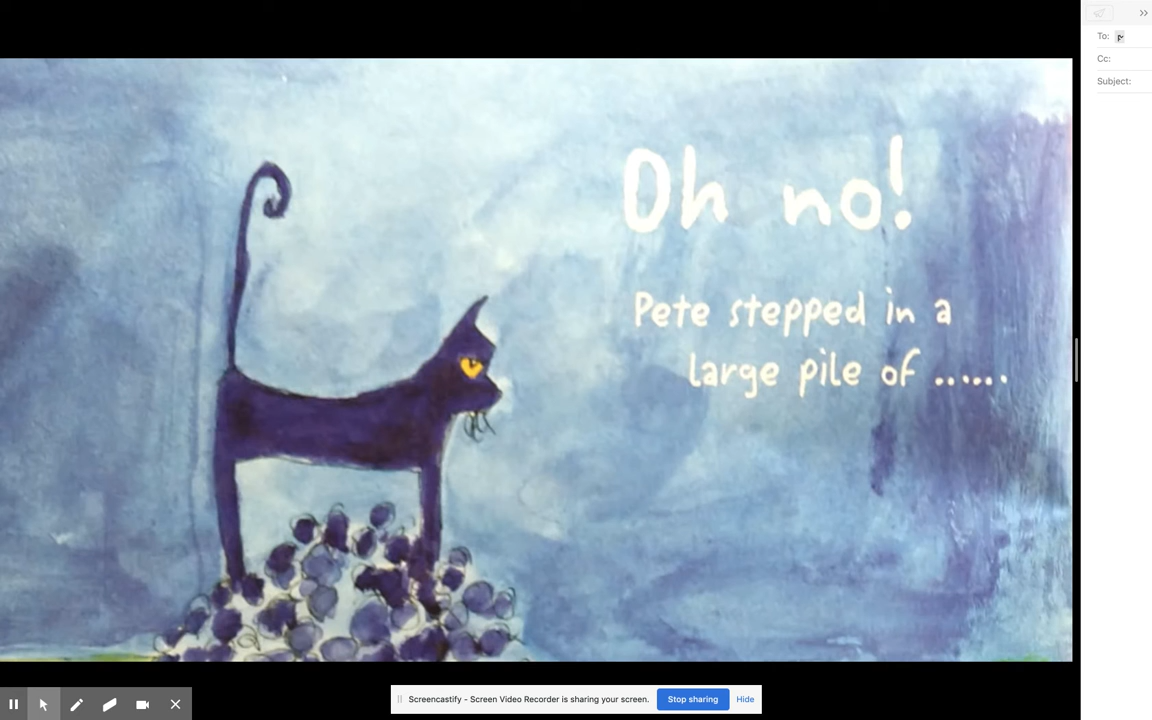 To:
Cc:
Subject:
Oh no!
Pete stepped in a
large pile of ......
Screencastify - Screen Video Recorder is sharing your screen.
Stop sharing
Hide